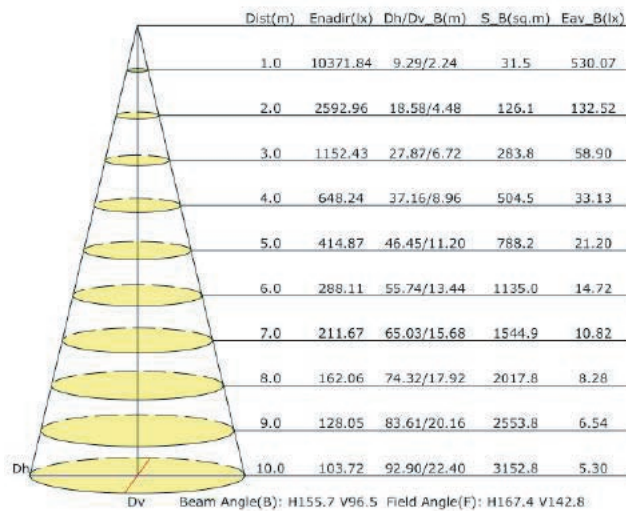 Dist(m) Enadir(lx) Dh/Dv_B(m) S_B(sq.m) Eav_B(lx)
1.0 10371.84 9.29/2.24 31.5 530.07
2.0 2592.96 18.58/4.48 126.1 132.52
3.0 1152.43 27.87/6.72 283.8 58.90
4.0 648.24 37.16/8.96 504.5 33.13
5.0 414.87 46.45/11.20 788.2 21.20
6.0 288.11 55.74/13.44 1135.0 14.72
7.0 211.67 65.03/15.68 1544.9 10.82
8.0 162.06 74.32/17.92 2017.8 8.28
9.0 128.05 83.61/20.16 2553.8 6.54
Dh 10.0 103.72 92.90/22.40 3152.8 5.30
Dv Beam Angle(B): H155.7 V96.5 Field Angle(F): H167.4 V142.8